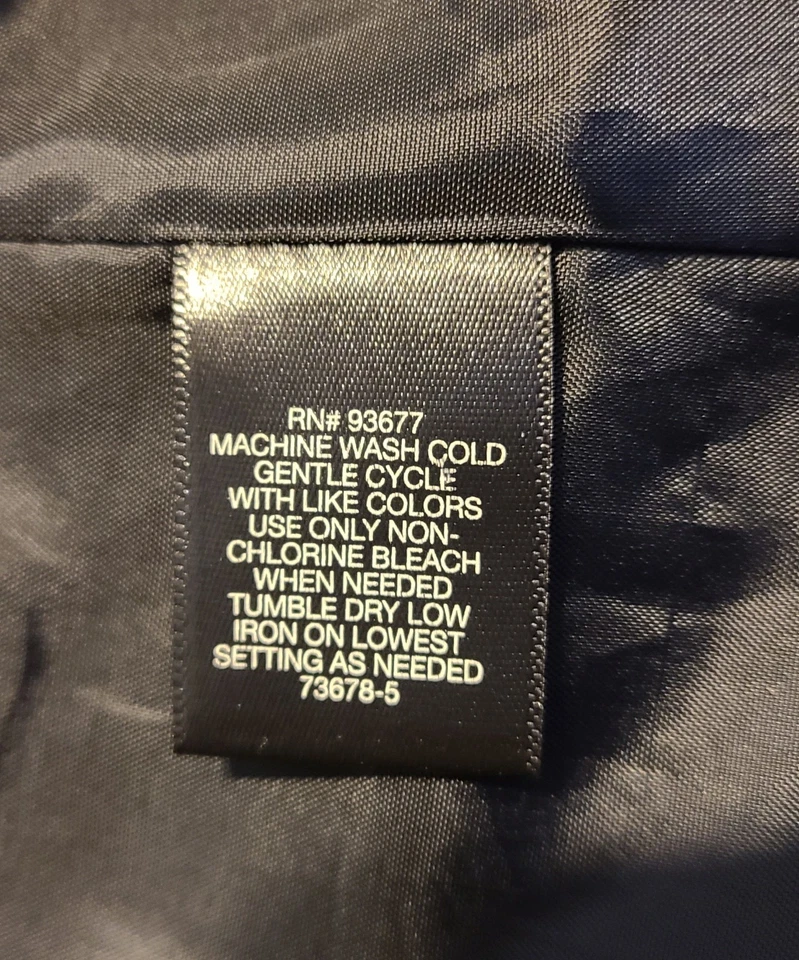 RN# 93677
MACHINE WASH COLD
GENTLE CYCLE
WITH LIKE COLORS
USE ONLY NON-
CHLORINE BLEACH
WHEN NEEDED
TUMBLE DRY LOW
IRON ON LOWEST
SETTING AS NEEDED
73678-5